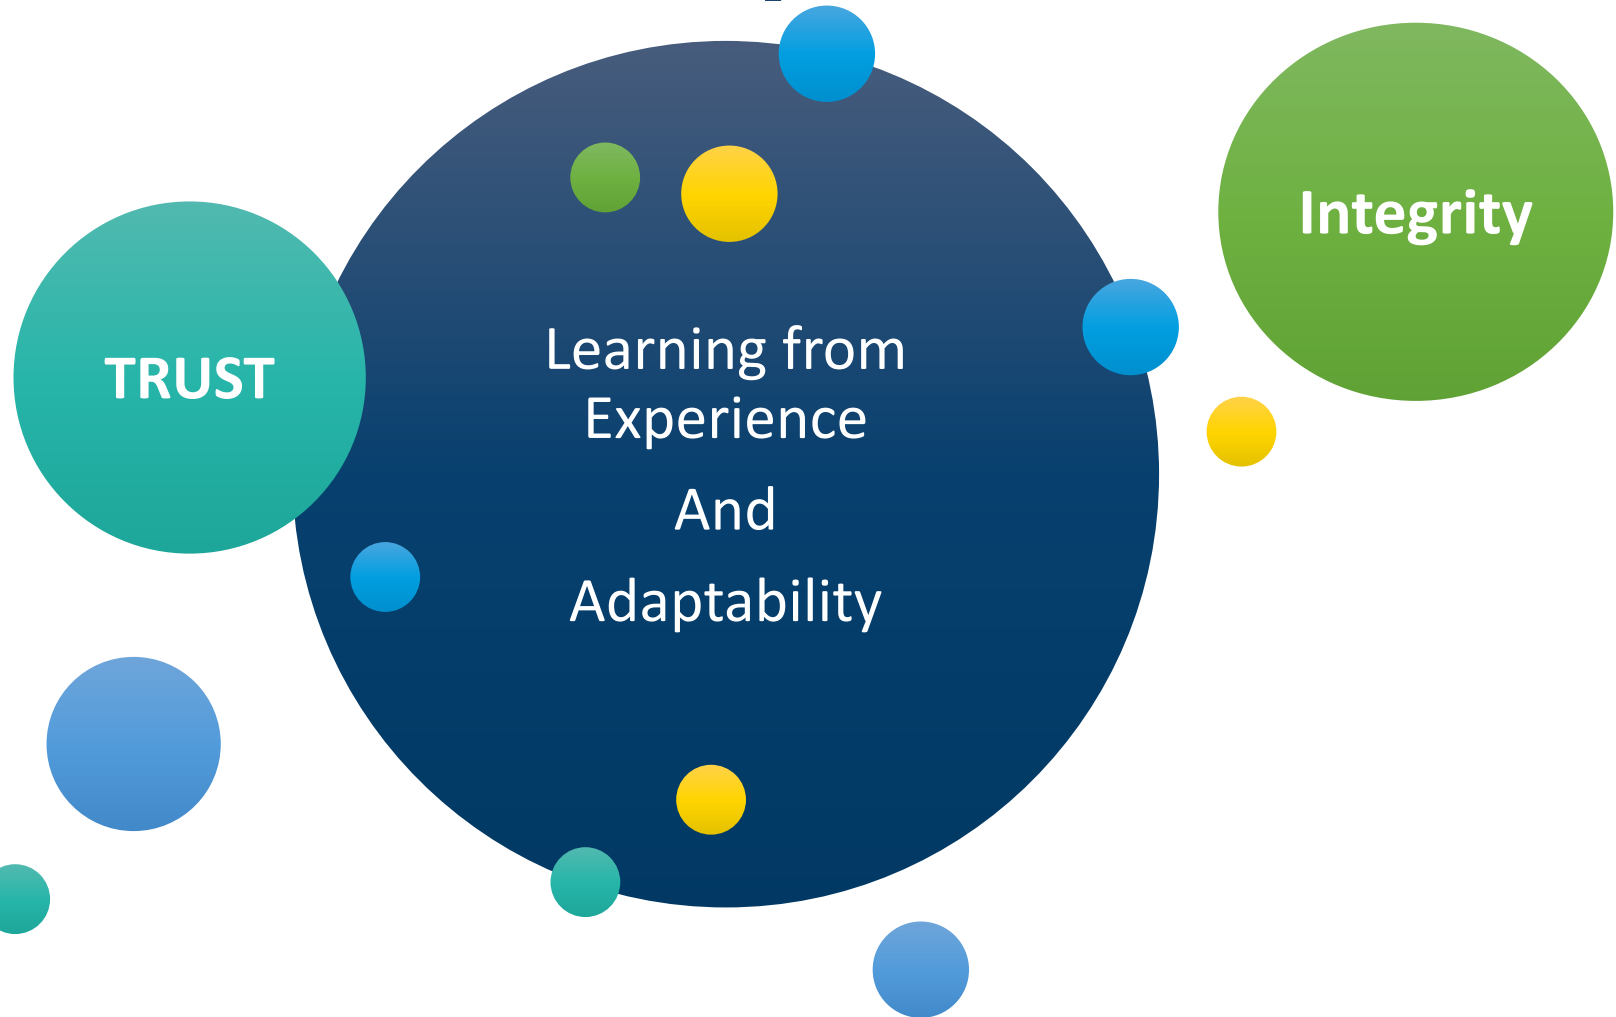 Integrity
TRUST
Learning from
Experience
And
Adaptability